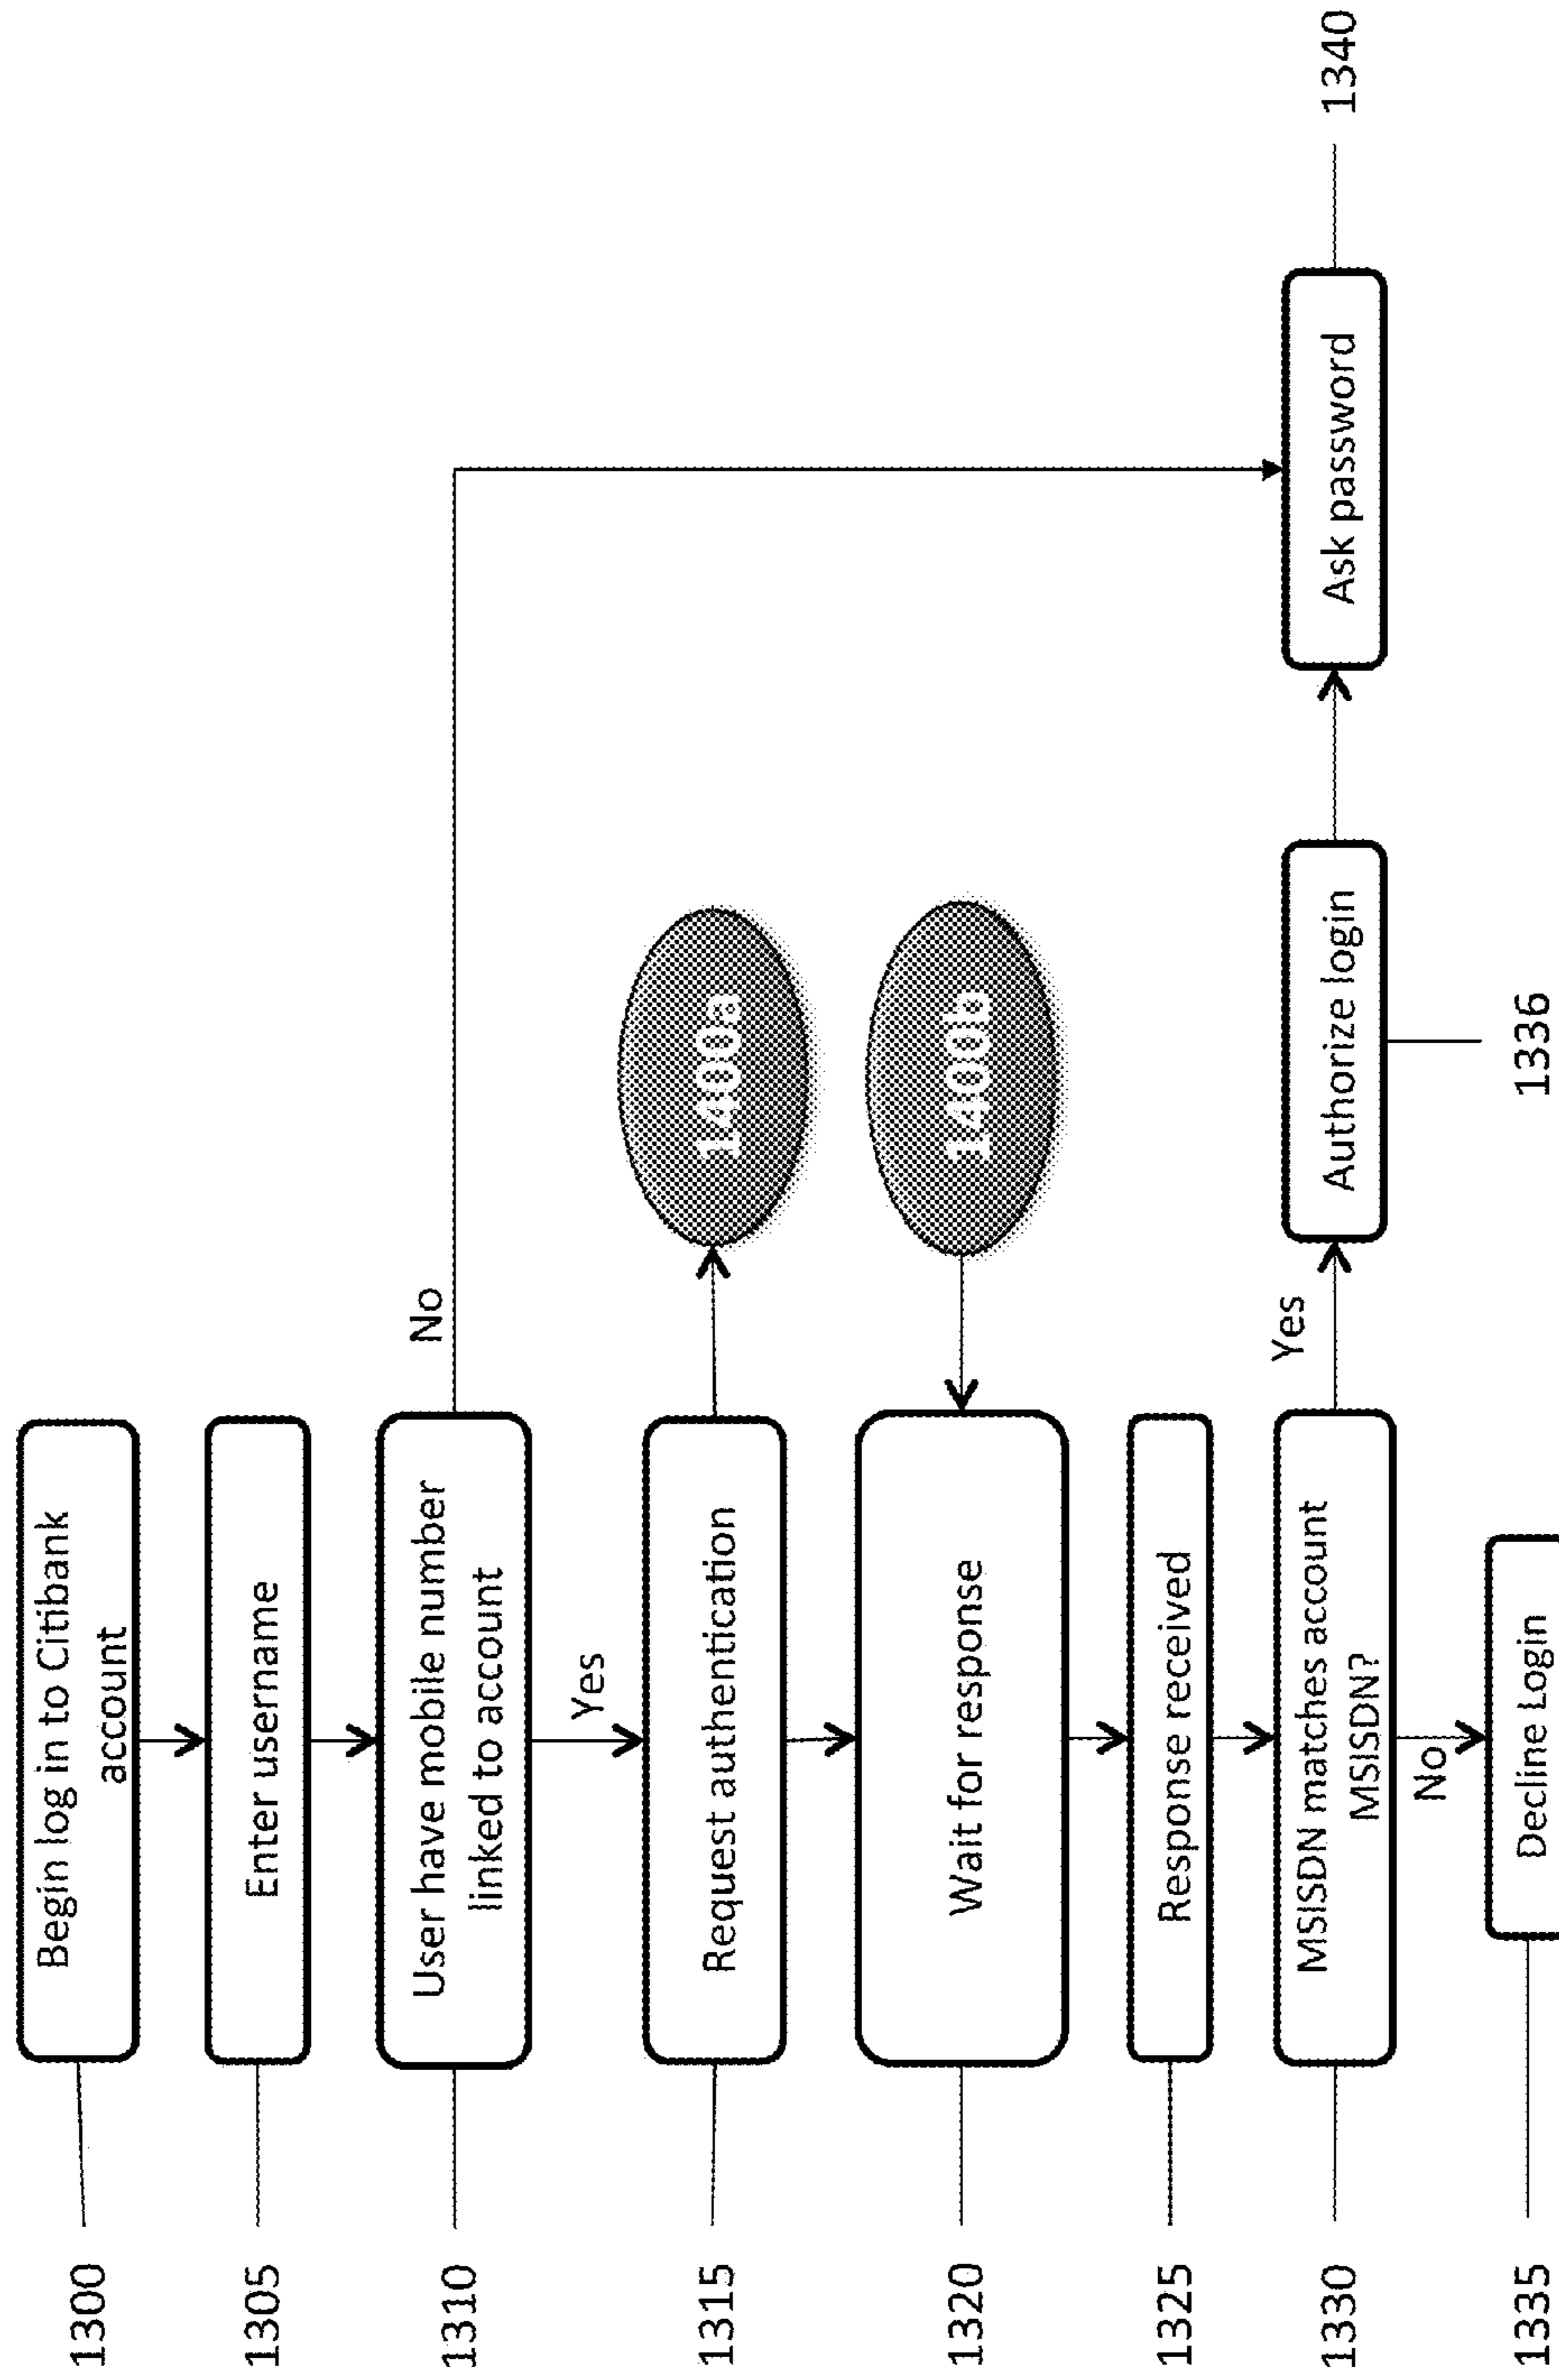 1300
Begin log in to Citibank
account
1305
Enter username
1310
User have mobile number
linked to account
No
Yes
1315
Request authentication
1400a
1320
Wait for response
1400b
1325
Response received
1330
MSISDN matches account
MSISDN?
Yes
Authorize login
1336
Ask password
1340
No
1335
Decline Login